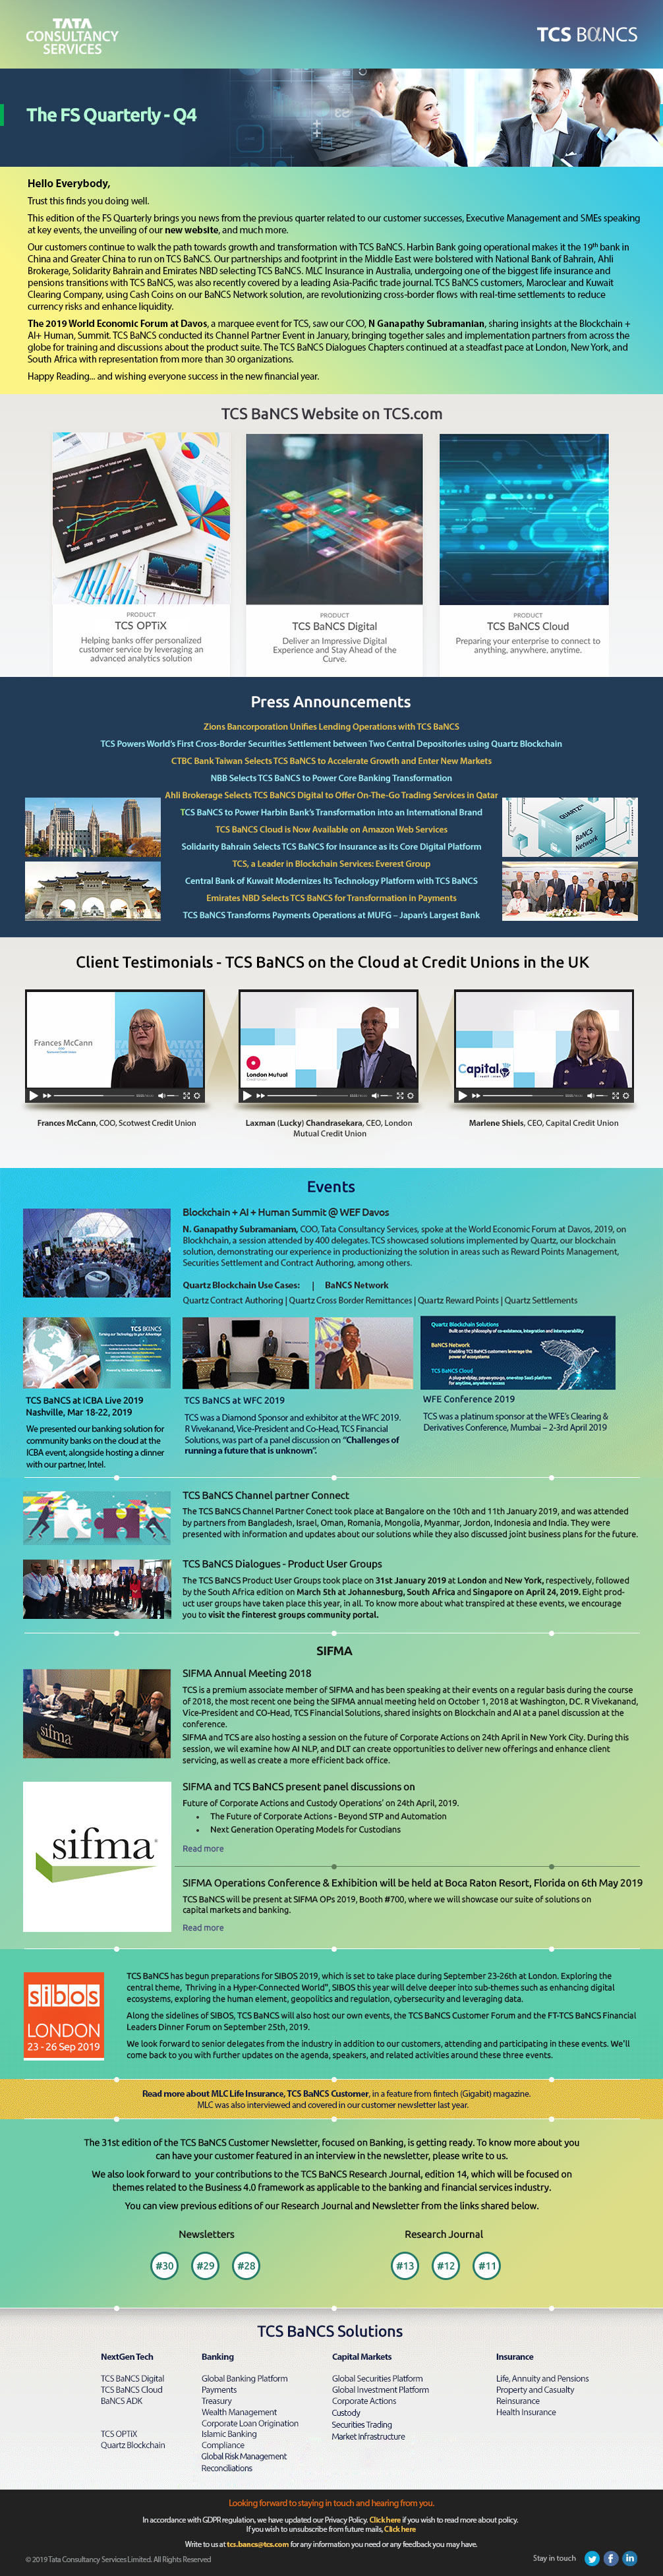 TATA
CONSULTANCY
SERVICES
TCS BαNCS
The FS Quarterly - Q4
Hello Everybody,
Trust this finds you doing well.
This edition of the FS Quarterly brings you news from the previous quarter related to our customer successes, Executive Management and SMEs speaking
at key events, the unveiling of our new website, and much more.
Our customers continue to walk the path towards growth and transformation with TCS BaNCS. Harbin Bank going operational makes it the 19th bank in
China and Greater China to run on TCS BaNCS. Our partnerships and footprint in the Middle East were bolstered with National Bank of Bahrain, Ahli
Brokerage, Solidarity Bahrain and Emirates NBD selecting TCS BaNCS. MLC Insurance in Australia, undergoing one of the biggest life insurance and
pensions transitions with TCS BaNCS, was also recently covered by a leading Asia-Pacific trade journal. TCS BaNCS customers, Maroclear and Kuwait
Clearing Company, using Cash Coins on our BaNCS Network solution, are revolutionizing cross-border flows with real-time settlements to reduce
currency risks and enhance liquidity.
The 2019 World Economic Forum at Davos, a marquee event for TCS, saw our COO, N Ganapathy Subramanian, sharing insights at the Blockchain +
AI+ Human, Summit. TCS BaNCS conducted its Channel Partner Event in January, bringing together sales and implementation partners from across the
globe for training and discussions about the product suite. The TCS BaNCS Dialogues Chapters continued at a steadfast pace at London, New York, and
South Africa with representation from more than 30 organizations.
Happy Reading... and wishing everyone success in the new financial year.
TCS BaNCS Website on TCS.com
PRODUCT
TCS OPTiX
Helping banks offer personalized
customer service by leveraging an
advanced analytics solution
PRODUCT
TCS BaNCS Digital
Deliver an Impressive Digital
Experience and Stay Ahead of the
Curve.
PRODUCT
TCS BaNCS Cloud
Preparing your enterprise to connect to
anything, anywhere, anytime.
Press Announcements
Zions Bancorporation Unifies Lending Operations with TCS BaNCS
TCS Powers World's First Cross-Border Securities Settlement between Two Central Depositories using Quartz Blockchain
CTBC Bank Taiwan Selects TCS BaNCS to Accelerate Growth and Enter New Markets
NBB Selects TCS BaNCS to Power Core Banking Transformation
Ahli Brokerage Selects TCS BaNCS Digital to Offer On-The-Go Trading Services in Qatar
TCS BaNCS to Power Harbin Bank's Transformation into an International Brand
TCS BaNCS Cloud is Now Available on Amazon Web Services
Solidarity Bahrain Selects TCS BaNCS for Insurance as its Core Digital Platform
TCS, a Leader in Blockchain Services: Everest Group
Central Bank of Kuwait Modernizes Its Technology Platform with TCS BaNCS
Emirates NBD Selects TCS BaNCS for Transformation in Payments
TCS BaNCS Transforms Payments Operations at MUFG – Japan's Largest Bank
QUARTZ
BaNCS
Network
Client Testimonials - TCS BaNCS on the Cloud at Credit Unions in the UK
Frances McCann
London Mutual
Capital
Frances McCann, COO, Scotwest Credit Union
Laxman (Lucky) Chandrasekara, CEO, London
Mutual Credit Union
Marlene Shiels, CEO, Capital Credit Union
Events
Blockchain + AI + Human Summit @ WEF Davos
N. Ganapathy Subramaniam, COO, Tata Consultancy Services, spoke at the World Economic Forum at Davos, 2019, on
Blockhchain, a session attended by 400 delegates. TCS showcased solutions implemented by Quartz, our blockchain
solution, demonstrating our experience in productionizing the solution in areas such as Reward Points Management,
Securities Settlement and Contract Authoring, among others.
Quartz Blockchain Use Cases: | BaNCS Network
Quartz Contract Authoring | Quartz Cross Border Remittances | Quartz Reward Points | Quartz Settlements
TCS BαNCS
Quartz Blockchain Solutions
Built on the philosophy of co-existence, integration and interoperability
BaNCS Network
Enabling TCS BaNCS customers leverage the
power of ecosystems
TCS BaNCS Cloud
A plug-and-play, pay-per-use, one-stop SaaS platform
for anytime, anywhere access
TCS BaNCS at ICBA Live 2019
Nashville, Mar 18-22, 2019
We presented our banking solution for
community banks on the cloud at the
ICBA event, alongside hosting a dinner
with our partner, Intel.
TCS BaNCS at WFC 2019
TCS was a Diamond Sponsor and exhibitor at the WFC 2019.
R Vivekanand, Vice-President and Co-Head, TCS Financial
Solutions, was part of a panel discussion on "Challenges of
running a future that is unknown".
WFE Conference 2019
TCS was a platinum sponsor at the WFE's Clearing &
Derivatives Conference, Mumbai – 2-3rd April 2019
TCS BaNCS Channel partner Connect
The TCS BaNCS Channel Partner Conect took place at Bangalore on the 10th and 11th January 2019, and was attended
by partners from Bangladesh, Israel, Oman, Romania, Mongolia, Myanmar, Jordon, Indonesia and India. They were
presented with information and updates about our solutions while they also discussed joint business plans for the future.
TCS BaNCS Dialogues - Product User Groups
The TCS BaNCS Product User Groups took place on 31st January 2019 at London and New York, respectively, followed
by the South Africa edition on March 5th at Johannesburg, South Africa and Singapore on April 24, 2019. Eight prod-
uct user groups have taken place this year, in all. To know more about what transpired at these events, we encourage
you to visit the finterest groups community portal.
SIFMA
SIFMA Annual Meeting 2018
TCS is a premium associate member of SIFMA and has been speaking at their events on a regular basis during the course
of 2018, the most recent one being the SIFMA annual meeting held on October 1, 2018 at Washington, DC. R Vivekanand,
Vice-President and CO-Head, TCS Financial Solutions, shared insights on Blockchain and AI at a panel discussion at the
conference.
SIFMA and TCS are also hosting a session on the future of Corporate Actions on 24th April in New York City. During this
session, we wil examine how AI NLP, and DLT can create opportunities to deliver new offerings and enhance client
servicing, as well as create a more efficient back office.
sifma
SIFMA and TCS BaNCS present panel discussions on
Future of Corporate Actions and Custody Operations' on 24th April, 2019.
• The Future of Corporate Actions - Beyond STP and Automation
• Next Generation Operating Models for Custodians
Read more
sifma
SIFMA Operations Conference & Exhibition will be held at Boca Raton Resort, Florida on 6th May 2019
TCS BaNCS will be present at SIFMA OPs 2019, Booth #700, where we will showcase our suite of solutions on
capital markets and banking.
Read more
sibos
LONDON
23 - 26 Sep 2019
TCS BaNCS has begun preparations for SIBOS 2019, which is set to take place during September 23-26th at London. Exploring the
central theme, Thriving in a Hyper-Connected World", SIBOS this year will delve deeper into sub-themes such as enhancing digital
ecosystems, exploring the human element, geopolitics and regulation, cybersecurity and leveraging data.
Along the sidelines of SIBOS, TCS BaNCS will also host our own events, the TCS BaNCS Customer Forum and the FT-TCS BaNCS Financial
Leaders Dinner Forum on September 25th, 2019.
We look forward to senior delegates from the industry in addition to our customers, attending and participating in these events. We'll
come back to you with further updates on the agenda, speakers, and related activities around these three events.
Read more about MLC Life Insurance, TCS BaNCS Customer, in a feature from fintech (Gigabit) magazine.
MLC was also interviewed and covered in our customer newsletter last year.
The 31st edition of the TCS BaNCS Customer Newsletter, focused on Banking, is getting ready. To know more about you
can have your customer featured in an interview in the newsletter, please write to us.
We also look forward to your contributions to the TCS BaNCS Research Journal, edition 14, which will be focused on
themes related to the Business 4.0 framework as applicable to the banking and financial services industry.
You can view previous editions of our Research Journal and Newsletter from the links shared below.
Newsletters
#30 #29 #28
Research Journal
#13 #12 #11
TCS BaNCS Solutions
NextGen Tech
TCS BaNCS Digital
TCS BaNCS Cloud
BaNCS ADK
TCS OPTiX
Quartz Blockchain
Banking
Global Banking Platform
Payments
Treasury
Wealth Management
Corporate Loan Origination
Islamic Banking
Compliance
Global Risk Management
Reconciliations
Capital Markets
Global Securities Platform
Global Investment Platform
Corporate Actions
Custody
Securities Trading
Market Infrastructure
Insurance
Life, Annuity and Pensions
Property and Casualty
Reinsurance
Health Insurance
Looking forward to staying in touch and hearing from you.
In accordance with GDPR regulation, we have updated our Privacy Policy. Click here if you wish to read more about policy.
If you wish to unsubscribe from future mails, Click here
Write to us at tcs.bancs@tcs.com for any information you need or any feedback you may have.
© 2019 Tata Consultancy Services Limited. All Rights Reserved
Stay in touch